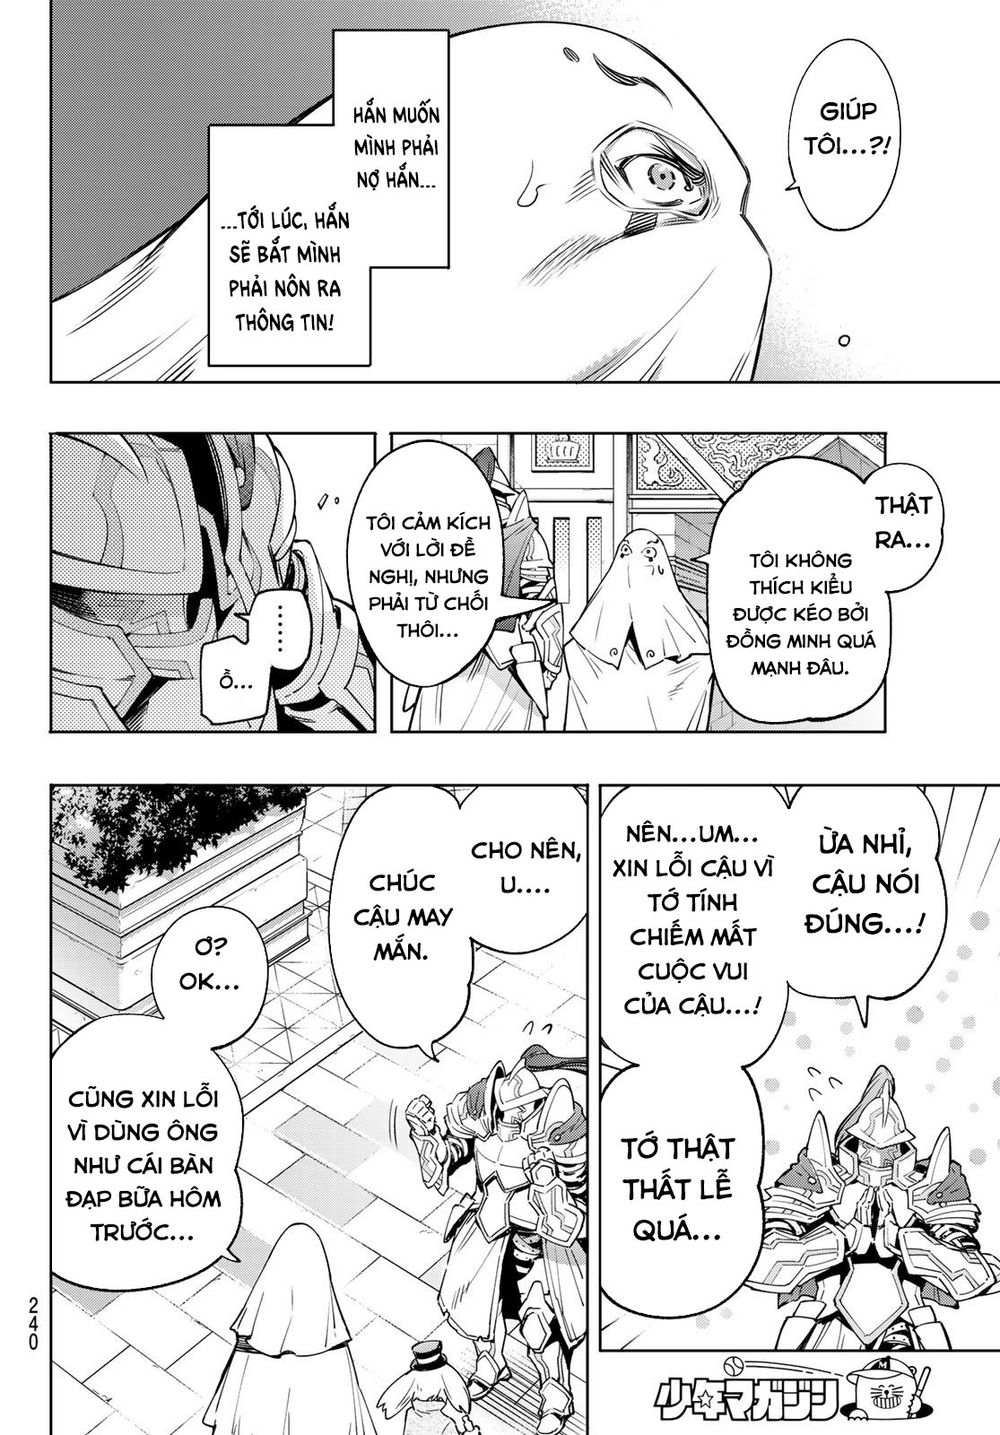 GIÚP
TÔI...?!
HẮN MUỐN
MÌNH PHẢI
NỢ HẮN...
...TỚI LÚC, HẮN
SẼ BẮT MÌNH
PHẢI NÔN RA
THÔNG TIN!
THẬT
RA...
TÔI KHÔNG
THÍCH KIỂU
ĐƯỢC KÉO BỞI
ĐỒNG MINH QUÁ
MẠNH ĐÂU.
TÔI CẢM KÍCH
VỚI LỜI ĐỀ
NGHỊ, NHƯNG
PHẢI TỪ CHỐI
THÔI...
......
Ồ...
ỪA NHỈ,
CẬU NÓI
ĐÚNG...!
NÊN...UM...
XIN LỖI CẬU VÌ
TỚ TÍNH
CHIẾM MẤT
CUỘC VUI
CỦA CẬU...!
TỚ THẬT
THẤT LỄ
QUÁ...
CHO NÊN,
U....
CHÚC
CẬU MAY
MẮN.
Ơ?
OK...
CŨNG XIN LỖI
VÌ DÙNG ÔNG
NHƯ CÁI BÀN
ĐẠP BỮA HÔM
TRƯỚC...
240
少年マガジン
M